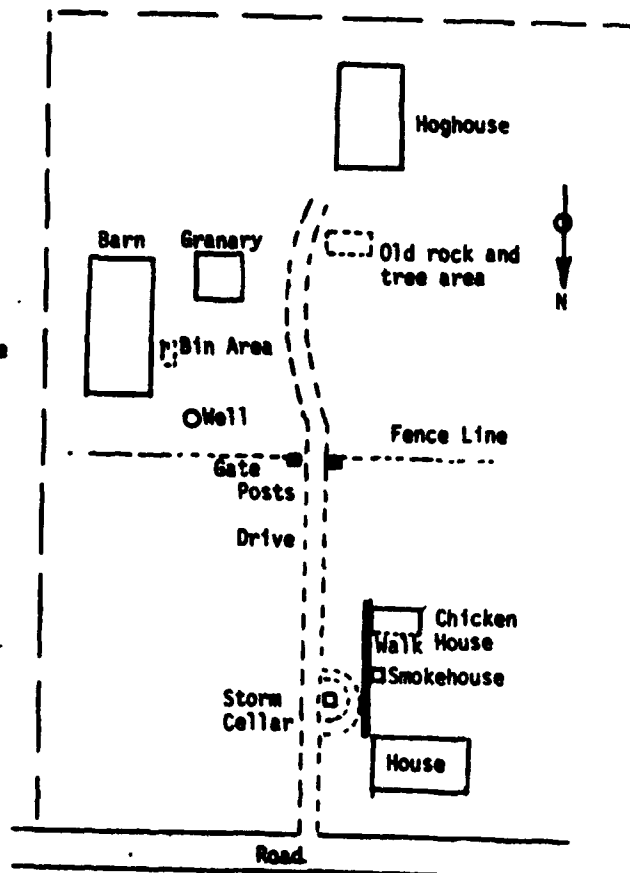 Hoghouse
Barn
Granary
Old rock and
tree area
N
Bin Area
Well
Fence Line
Gate
Posts
Drive
Chicken
House
Walk
Smokehouse
Storm
Cellar
House
Road